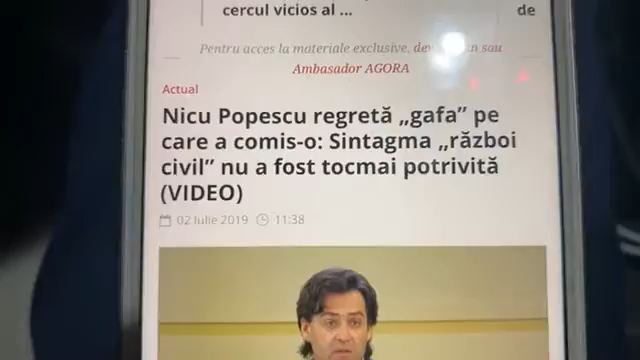 cercul vicios al ...
de
Pentru acces la materiale exclusive, sau
Ambasador AGORA
Actual
Nicu Popescu regretă „gafa” pe
care a comis-o: Sintagma „război
civil” nu a fost tocmai potrivită
(VIDEO)
02 Iulie 2019 11:38